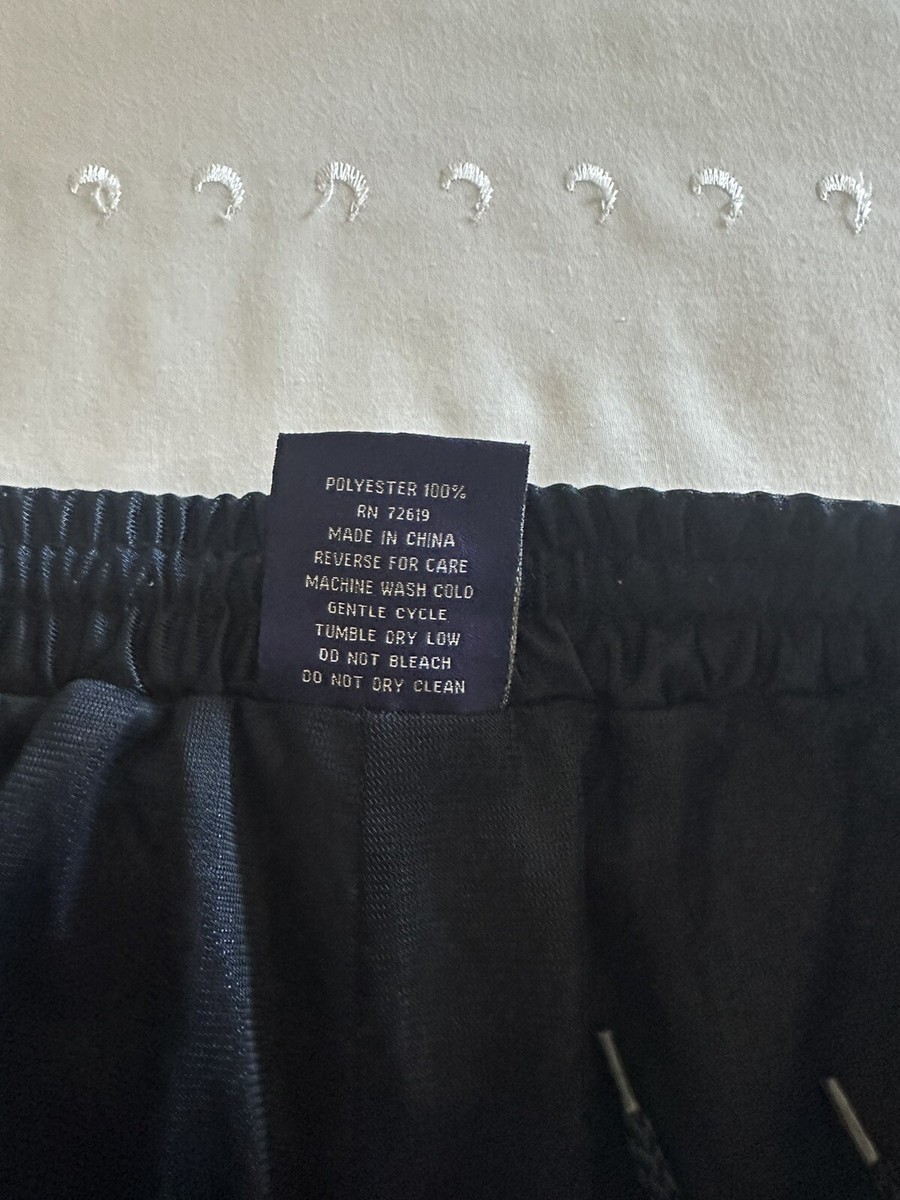 POLYESTER 100%
RN 72619
MADE IN CHINA
REVERSE FOR CARE
MACHINE WASH COLD
GENTLE CYCLE
TUMBLE DRY LOW
DO NOT BLEACH
DO NOT DRY CLEAN